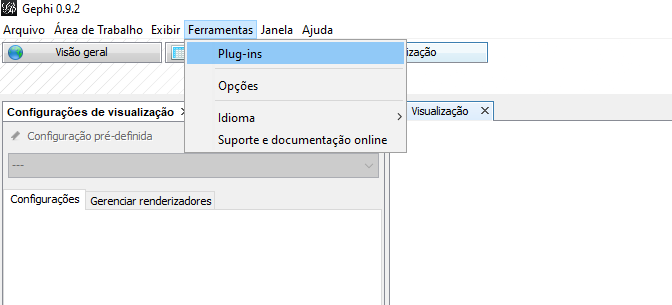 Gephi 0.9.2
Arquivo Área de Trabalho Exibir Ferramentas Janela Ajuda
Visão geral
Plug-ins
Opções
Idioma
Suporte e documentação online
Configurações de visualização
Visualização
Configuração pré-definida
---
Configurações Gerenciar renderizadores